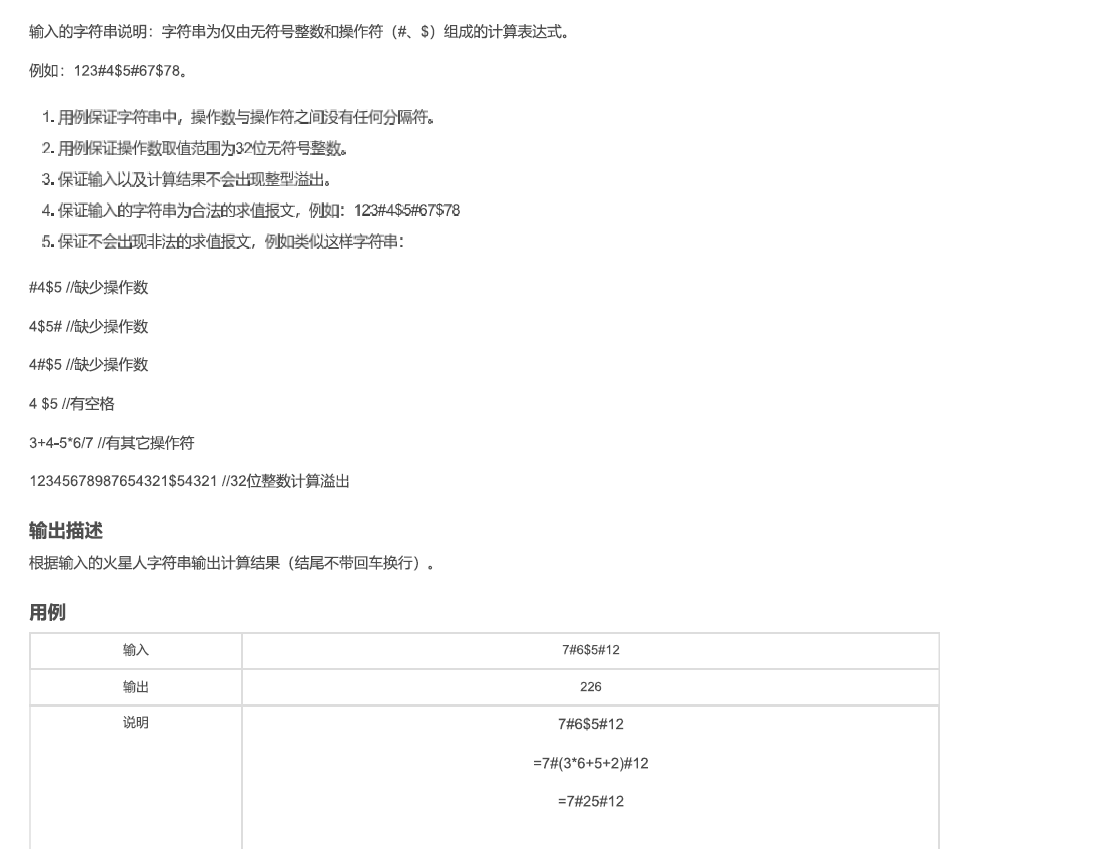 输入的字符串说明：字符串为仅由无符号整数和操作符（#、$）组成的计算表达式。
例如：123#4$5#67$78。
1. 用例保证字符串中，操作数与操作符之间没有任何分隔符。
2. 用例保证操作数取值范围为32位无符号整数。
3. 保证输入以及计算结果不会出现整型溢出。
4. 保证输入的字符串为合法的求值报文，例如：123#4$5#67$78
5. 保证不会出现非法的求值报文，例如类似这样字符串：
#4$5 //缺少操作数
4$5# //缺少操作数
4#$5 //缺少操作数
4 $5 //有空格
3+4-5*6/7 //有其它操作符
12345678987654321$54321 //32位整数计算溢出
输出描述
根据输入的火星人字符串输出计算结果（结尾不带回车换行）。
用例
输入 7#6$5#12
输出 226
说明 7#6$5#12
=7#(3*6+5+2)#12
=7#25#12